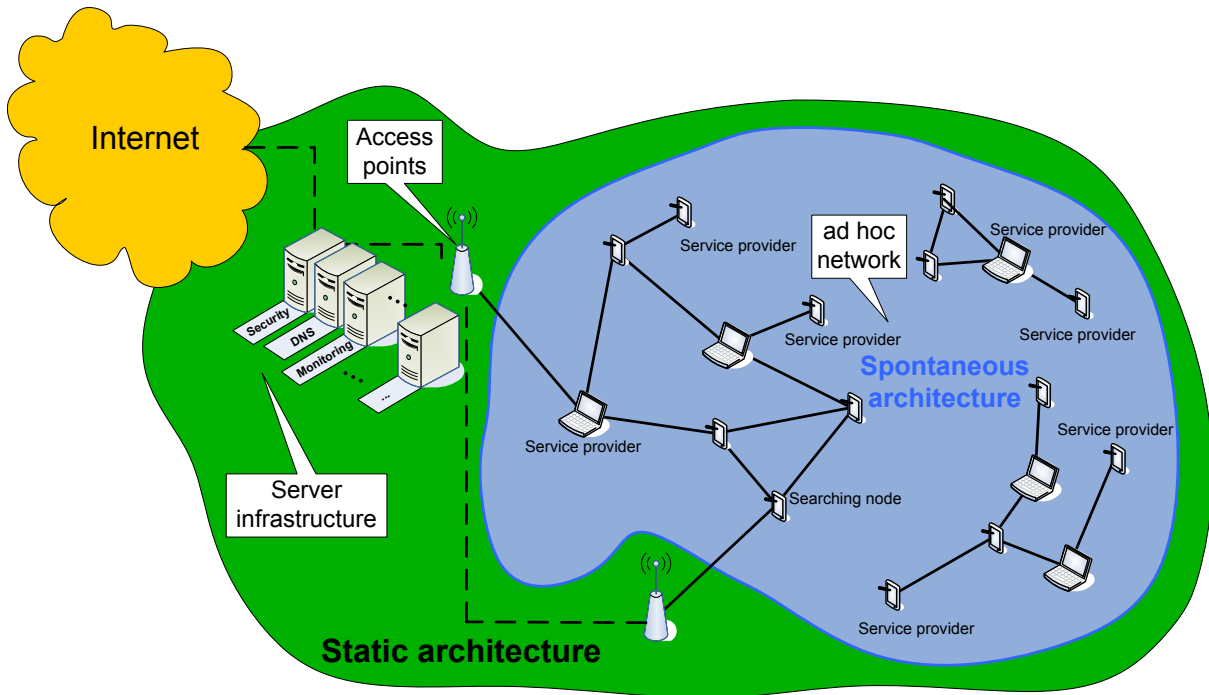 Internet
Access
points
Security
DNS
Monitoring
...
Server
infrastructure
Static architecture
Service provider
ad hoc
network
Service provider
Service provider
Service provider
Spontaneous
architecture
Service provider
Service provider
Searching node
Service provider